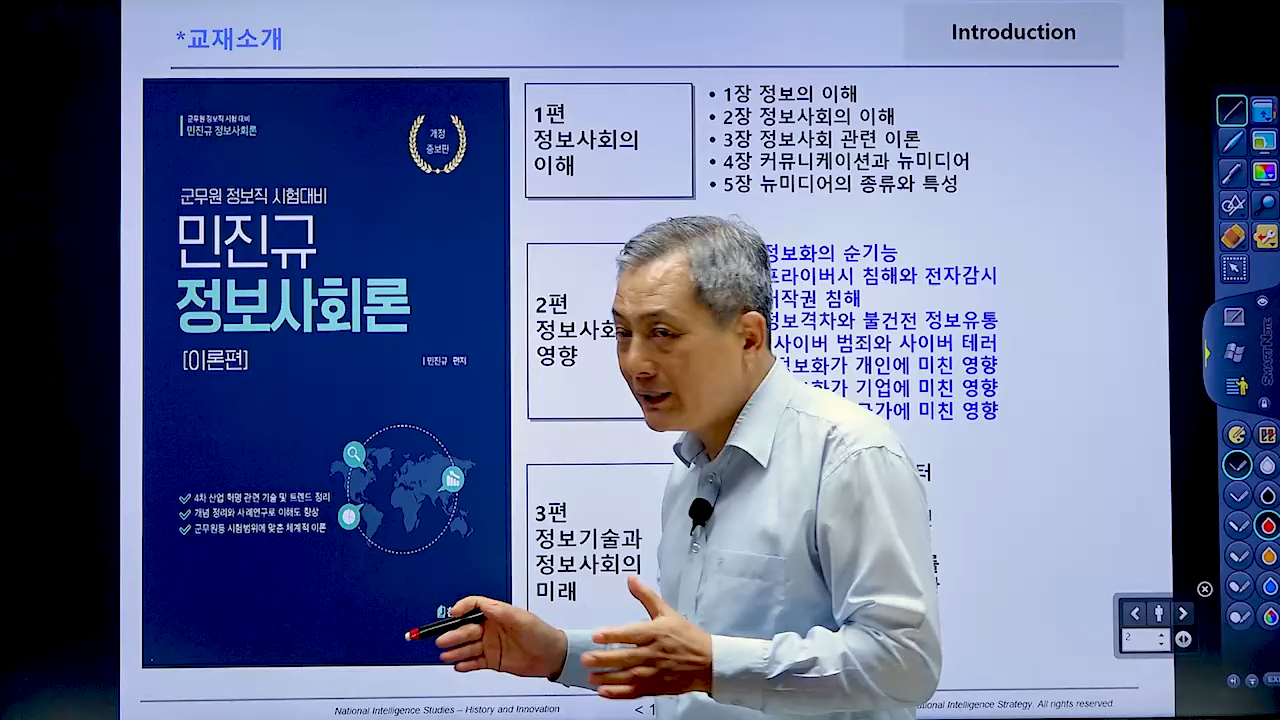 *교재소개
Introduction
군무원 정보직 시험 대비
민진규 정보사회론
개정
증보판
군무원 정보직 시험대비
민진규
정보사회론
[이론편]
민진규 편저
4차 산업 혁명 관련 기술 및 트렌드 정리
개념 정리와 사례연구로 이해도 향상
군무원등 시험범위에 맞춘 체계적 이론
1편
정보사회의
이해
• 1장 정보의 이해
• 2장 정보사회의 이해
• 3장 정보사회 관련 이론
• 4장 커뮤니케이션과 뉴미디어
• 5장 뉴미디어의 종류와 특성
2편
정보사회
영향
정보화의 순기능
프라이버시 침해와 전자감시
저작권 침해
정보격차와 불건전 정보유통
사이버 범죄와 사이버 테러
정보화가 개인에 미친 영향
기업에 미친 영향
미친 영향
3편
정보기술과
정보사회의
미래
터
National Intelligence Studies – History and Innovation
< 1
Intelligence Strategy. All rights reserved.
SMARTNOTE
2